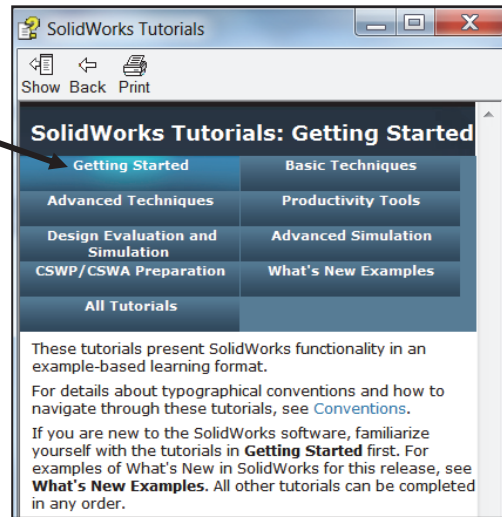 SolidWorks Tutorials
Show Back Print
SolidWorks Tutorials: Getting Started
Getting Started Basic Techniques
Advanced Techniques Productivity Tools
Design Evaluation and Simulation Advanced Simulation
CSWP/CSWA Preparation What's New Examples
All Tutorials
These tutorials present SolidWorks functionality in an
example-based learning format.
For details about typographical conventions and how to
navigate through these tutorials, see Conventions.
If you are new to the SolidWorks software, familiarize
yourself with the tutorials in Getting Started first. For
examples of What's New in SolidWorks for this release, see
What's New Examples. All other tutorials can be completed
in any order.